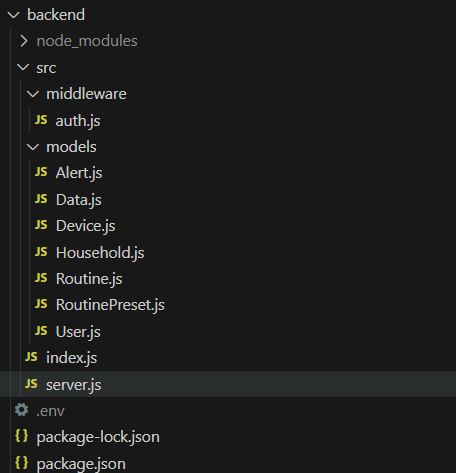 backend
node_modules
src
middleware
JS auth.js
models
JS Alert.js
JS Data.js
JS Device.js
JS Household.js
JS Routine.js
JS RoutinePreset.js
JS User.js
JS index.js
JS server.js
.env
{} package-lock.json
{} package.json